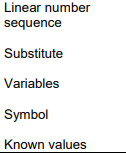 Linear number
sequence
Substitute
Variables
Symbol
Known values